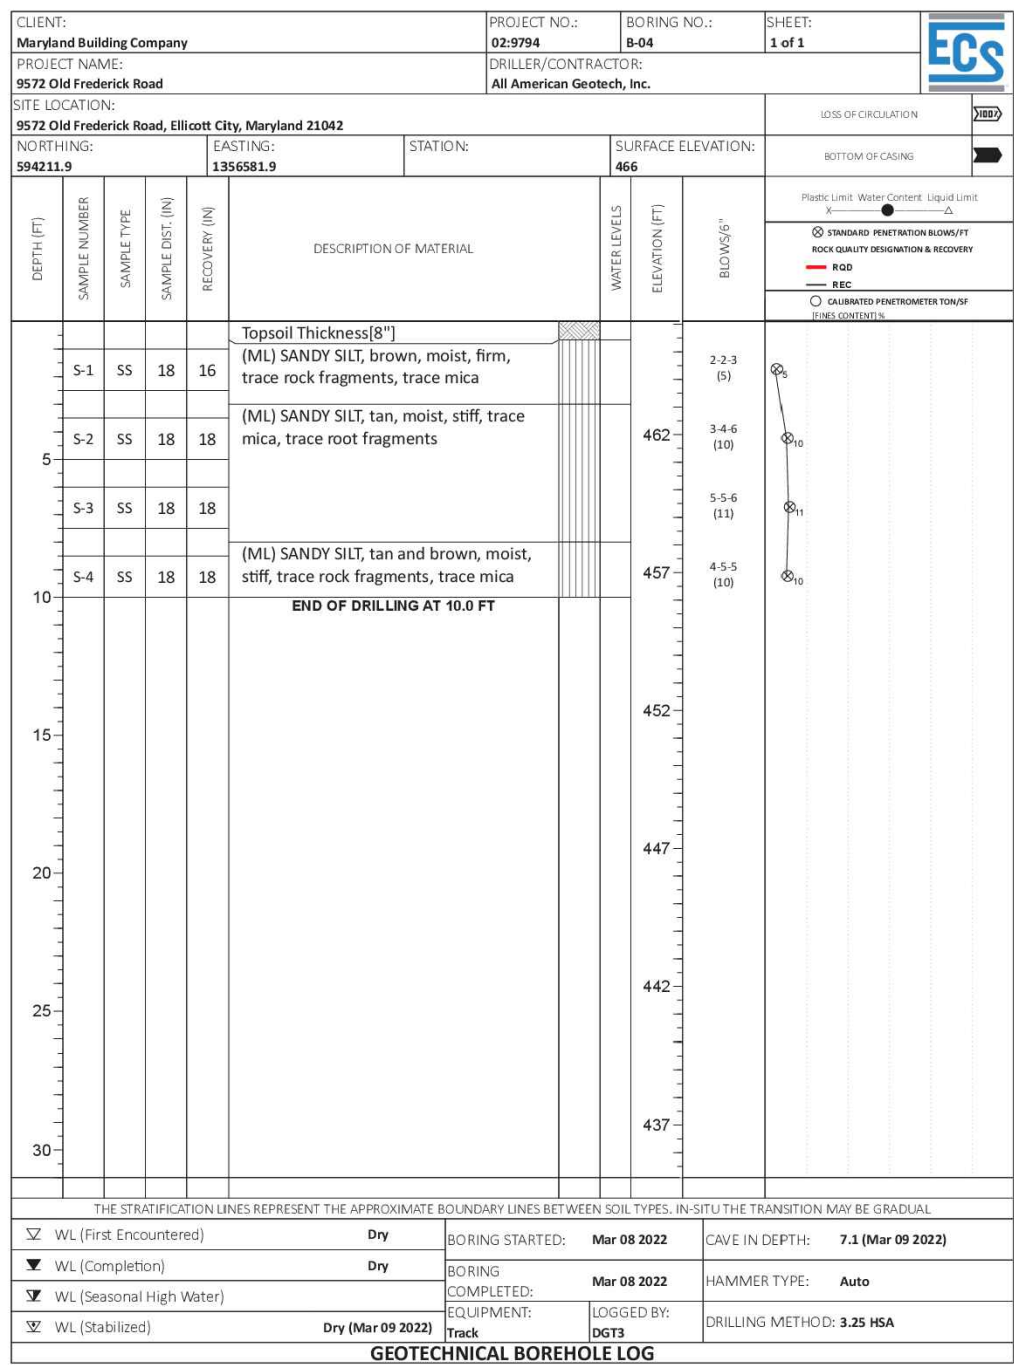 CLIENT:
Maryland Building Company
PROJECT NO.:
02:9794
BORING NO.:
B-04
SHEET:
1 of 1
ECS
PROJECT NAME:
9572 Old Frederick Road
DRILLER/CONTRACTOR:
All American Geotech, Inc.
SITE LOCATION:
9572 Old Frederick Road, Ellicott City, Maryland 21042
LOSS OF CIRCULATION
100%
NORTHING:
594211.9
EASTING:
1356581.9
STATION:
SURFACE ELEVATION:
466
BOTTOM OF CASING
DEPTH (FT)
SAMPLE NUMBER
SAMPLE TYPE
SAMPLE DIST. (IN)
RECOVERY (IN)
DESCRIPTION OF MATERIAL
WATER LEVELS
ELEVATION (FT)
BLOWS/6"
Plastic Limit Water Content Liquid Limit
X
STANDARD PENETRATION BLOWS/FT
ROCK QUALITY DESIGNATION & RECOVERY
RQD
REC
CALIBRATED PENETROMETER TON/SF
[FINES CONTENT] %
Topsoil Thickness[8"]
S-1 SS 18 16
(ML) SANDY SILT, brown, moist, firm,
trace rock fragments, trace mica
2-2-3
(5)
5
S-2 SS 18 18
(ML) SANDY SILT, tan, moist, stiff, trace
mica, trace root fragments
462
3-4-6
(10)
10
5
S-3 SS 18 18
5-5-6
(11)
11
S-4 SS 18 18
(ML) SANDY SILT, tan and brown, moist,
stiff, trace rock fragments, trace mica
457
4-5-5
(10)
10
10
END OF DRILLING AT 10.0 FT
452
15
447
20
442
25
437
30
THE STRATIFICATION LINES REPRESENT THE APPROXIMATE BOUNDARY LINES BETWEEN SOIL TYPES. IN-SITU THE TRANSITION MAY BE GRADUAL
WL (First Encountered) Dry
WL (Completion) Dry
WL (Seasonal High Water)
WL (Stabilized) Dry (Mar 09 2022)
BORING STARTED: Mar 08 2022
BORING
COMPLETED: Mar 08 2022
EQUIPMENT:
Track
LOGGED BY:
DGT3
CAVE IN DEPTH: 7.1 (Mar 09 2022)
HAMMER TYPE: Auto
DRILLING METHOD: 3.25 HSA
GEOTECHNICAL BOREHOLE LOG